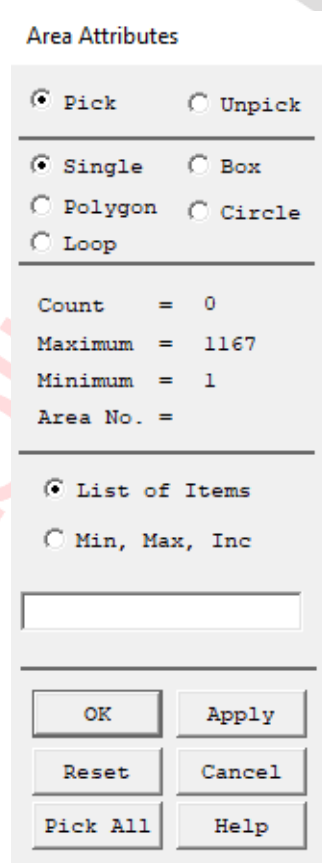 Area Attributes
Pick Unpick
Single Box
Polygon Circle
Loop
Count = 0
Maximum = 1167
Minimum = 1
Area No. =
List of Items
Min, Max, Inc
OK Apply
Reset Cancel
Pick All Help